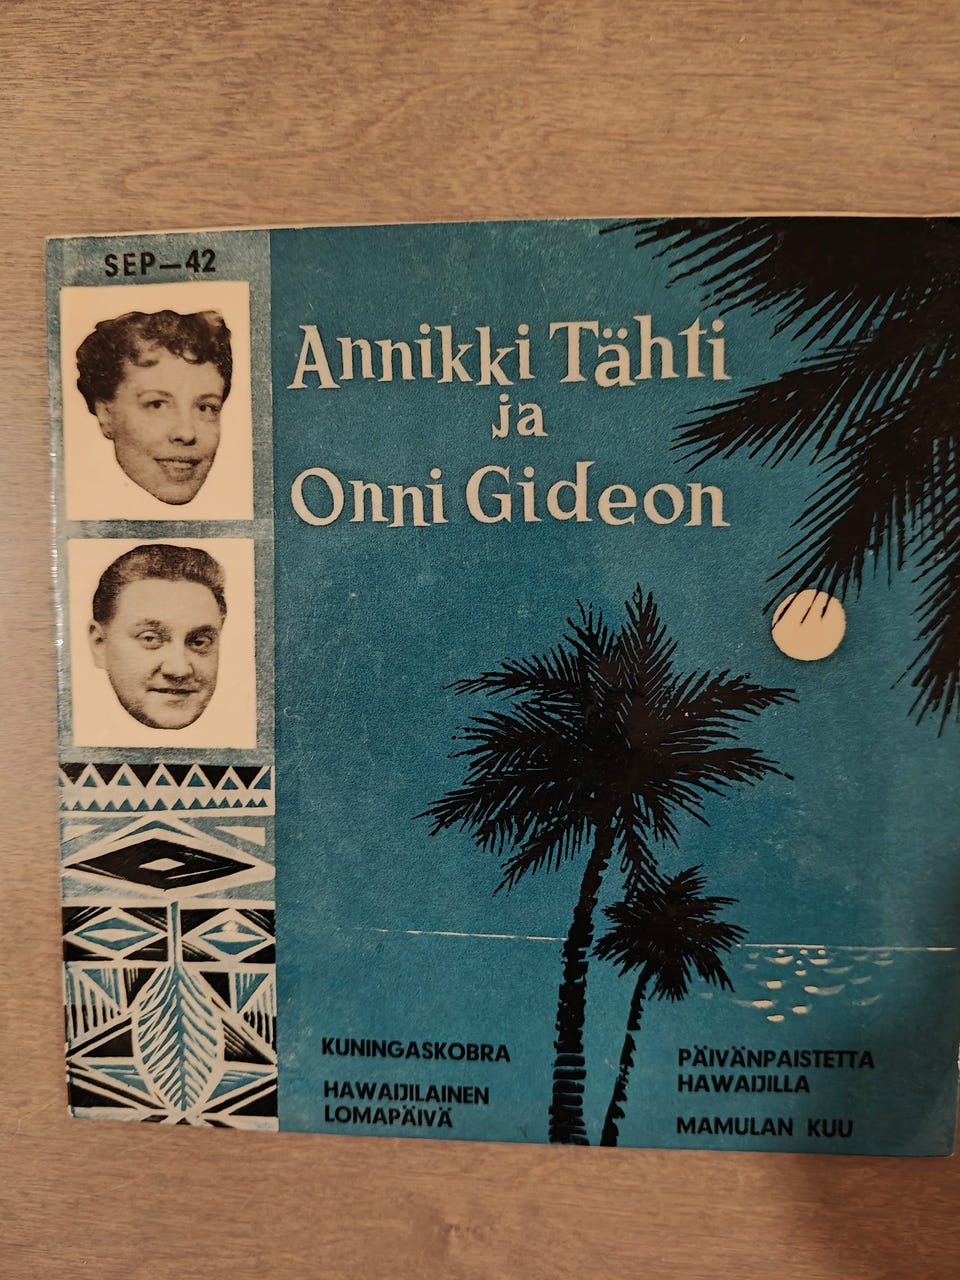 SEP—42
Annikki Tähti
ja
Onni Gideon
KUNINGASKOBRA
HAWAIJILAINEN
LOMAPÄIVÄ
PÄIVÄNPAISTETTA
HAWAIJILLA
MAMULAN KUU